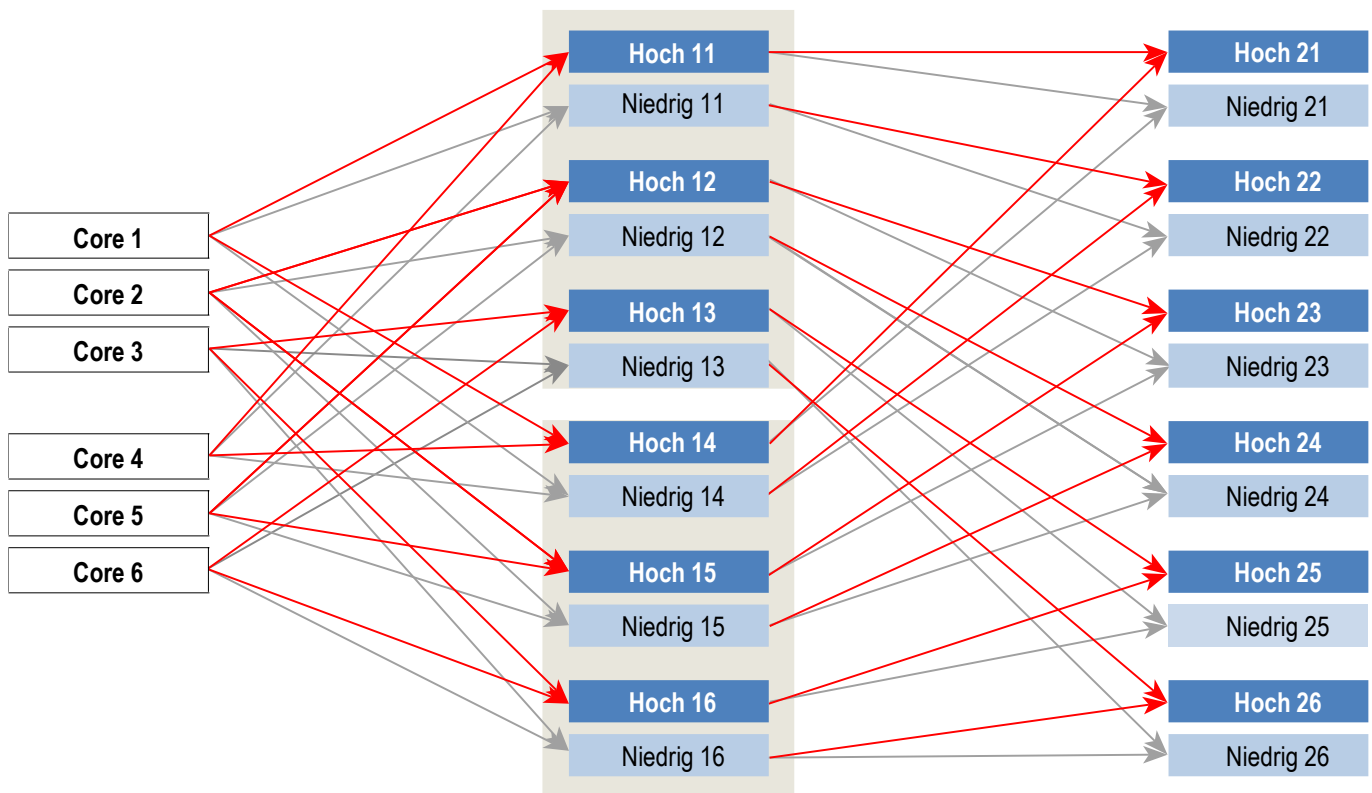 Core 1
Core 2
Core 3
Core 4
Core 5
Core 6
Hoch 11
Niedrig 11
Hoch 12
Niedrig 12
Hoch 13
Niedrig 13
Hoch 14
Niedrig 14
Hoch 15
Niedrig 15
Hoch 16
Niedrig 16
Hoch 21
Niedrig 21
Hoch 22
Niedrig 22
Hoch 23
Niedrig 23
Hoch 24
Niedrig 24
Hoch 25
Niedrig 25
Hoch 26
Niedrig 26